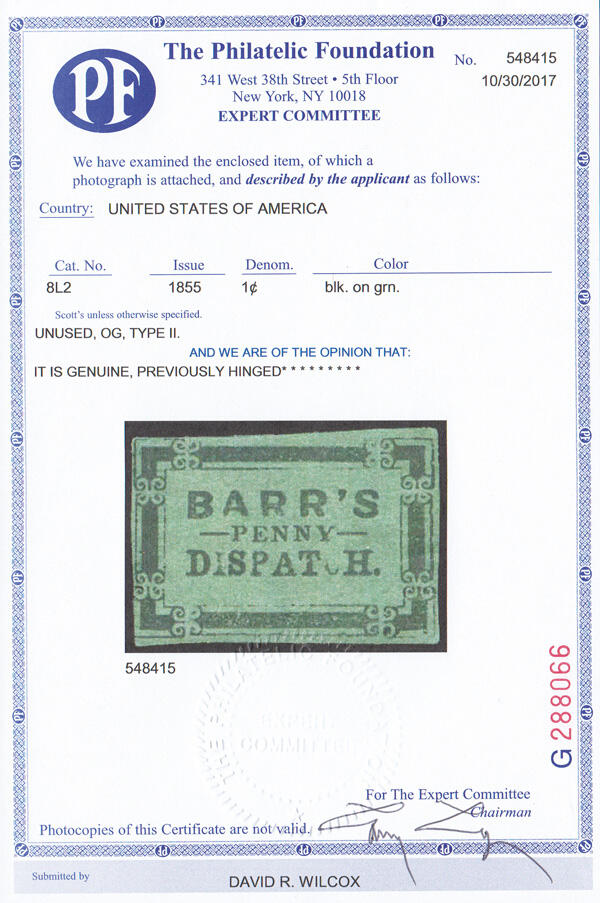 PF
The Philatelic Foundation
No. 548415
341 West 38th Street • 5th Floor
10/30/2017
New York, NY 10018
EXPERT COMMITTEE
We have examined the enclosed item, of which a
photograph is attached, and described by the applicant as follows:
Country: UNITED STATES OF AMERICA
Cat. No. Issue Denom. Color
8L2 1855 1¢ blk. on grn.
Scott's unless otherwise specified.
UNUSED, OG, TYPE II.
AND WE ARE OF THE OPINION THAT:
IT IS GENUINE, PREVIOUSLY HINGED* * * * * * * * *
BARR'S
—PENNY—
DISPATCH.
548415
THE PHILATELIC FOUNDATION
EXPERT
COMMITTEE
G 288066
For The Expert Committee
Chairman
Photocopies of this Certificate are not valid.
Submitted by
DAVID R. WILCOX